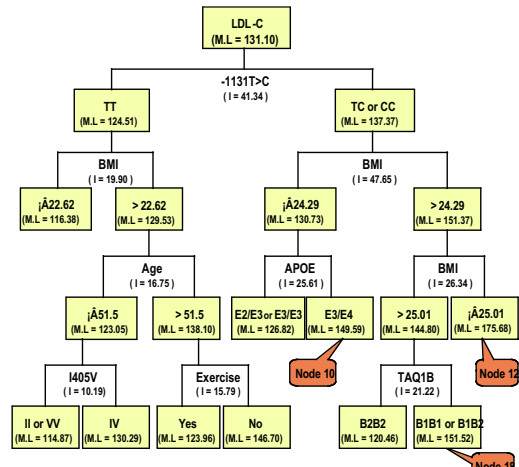 LDL-C
(M.L = 131.10)
-1131T>C
( I = 41.34 )
TT
(M.L = 124.51)
TC or CC
(M.L = 137.37)
BMI
( I = 19.90 )
BMI
( I = 47.65 )
¡Â22.62
(M.L = 116.38)
> 22.62
(M.L = 129.53)
¡Â24.29
(M.L = 130.73)
> 24.29
(M.L = 151.37)
Age
( I = 16.75 )
APOE
( I = 25.61 )
BMI
( I = 26.34 )
¡Â51.5
(M.L = 123.05)
> 51.5
(M.L = 138.10)
E2/E3 or E3/E3
(M.L = 126.82)
E3/E4
(M.L = 149.59)
> 25.01
(M.L = 144.80)
¡Â25.01
(M.L = 175.68)
Node 10
Node 12
I405V
( I = 10.19 )
Exercise
( I = 15.79 )
TAQ1B
( I = 21.22 )
II or VV
(M.L = 114.87)
IV
(M.L = 130.29)
Yes
(M.L = 123.96)
No
(M.L = 146.70)
B2B2
(M.L = 120.46)
B1B1 or B1B2
(M.L = 151.52)
Node